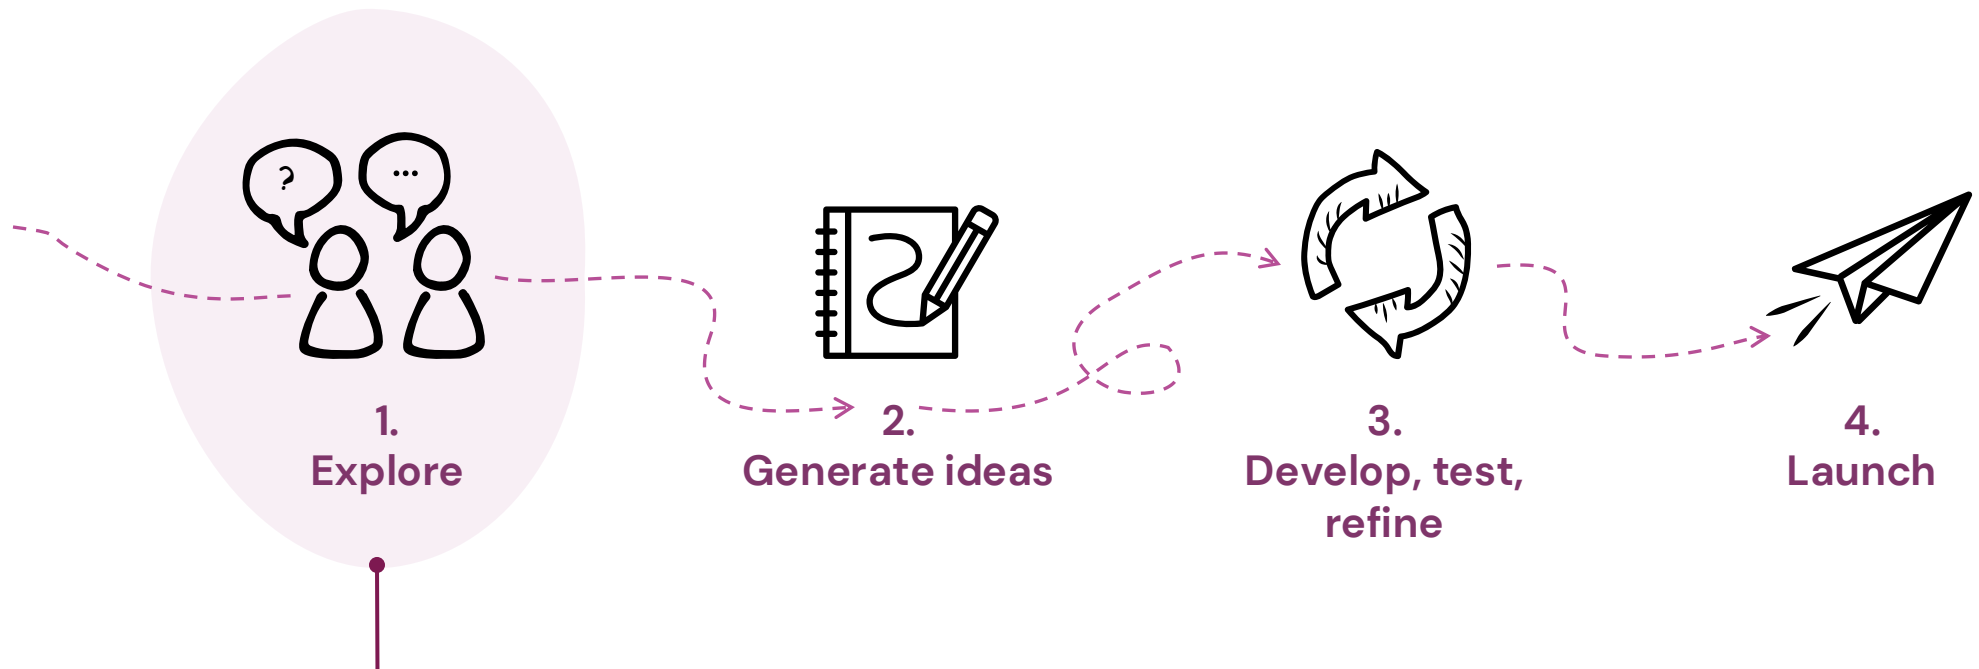 ?
...
1.
Explore
2.
Generate ideas
3.
Develop, test,
refine
4.
Launch